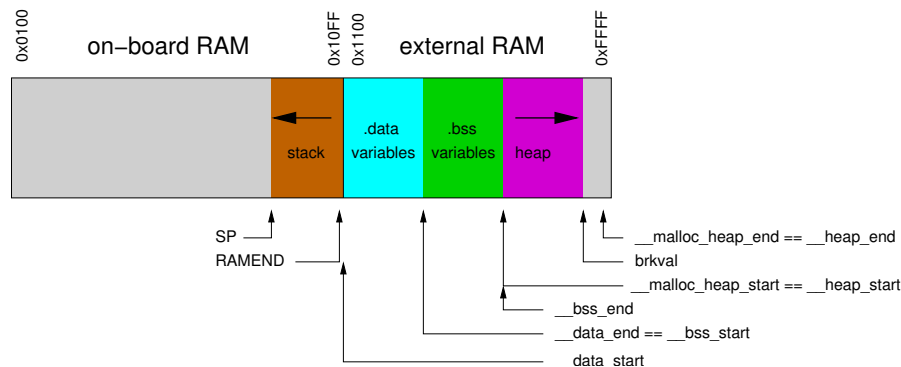 0x0100
on−board RAM
0x10FF
0x1100
external RAM
0xFFFF
stack
.data
variables
.bss
variables
heap
SP
RAMEND
__malloc_heap_end == __heap_end
brkval
__malloc_heap_start == __heap_start
__bss_end
__data_end == __bss_start
__data_start